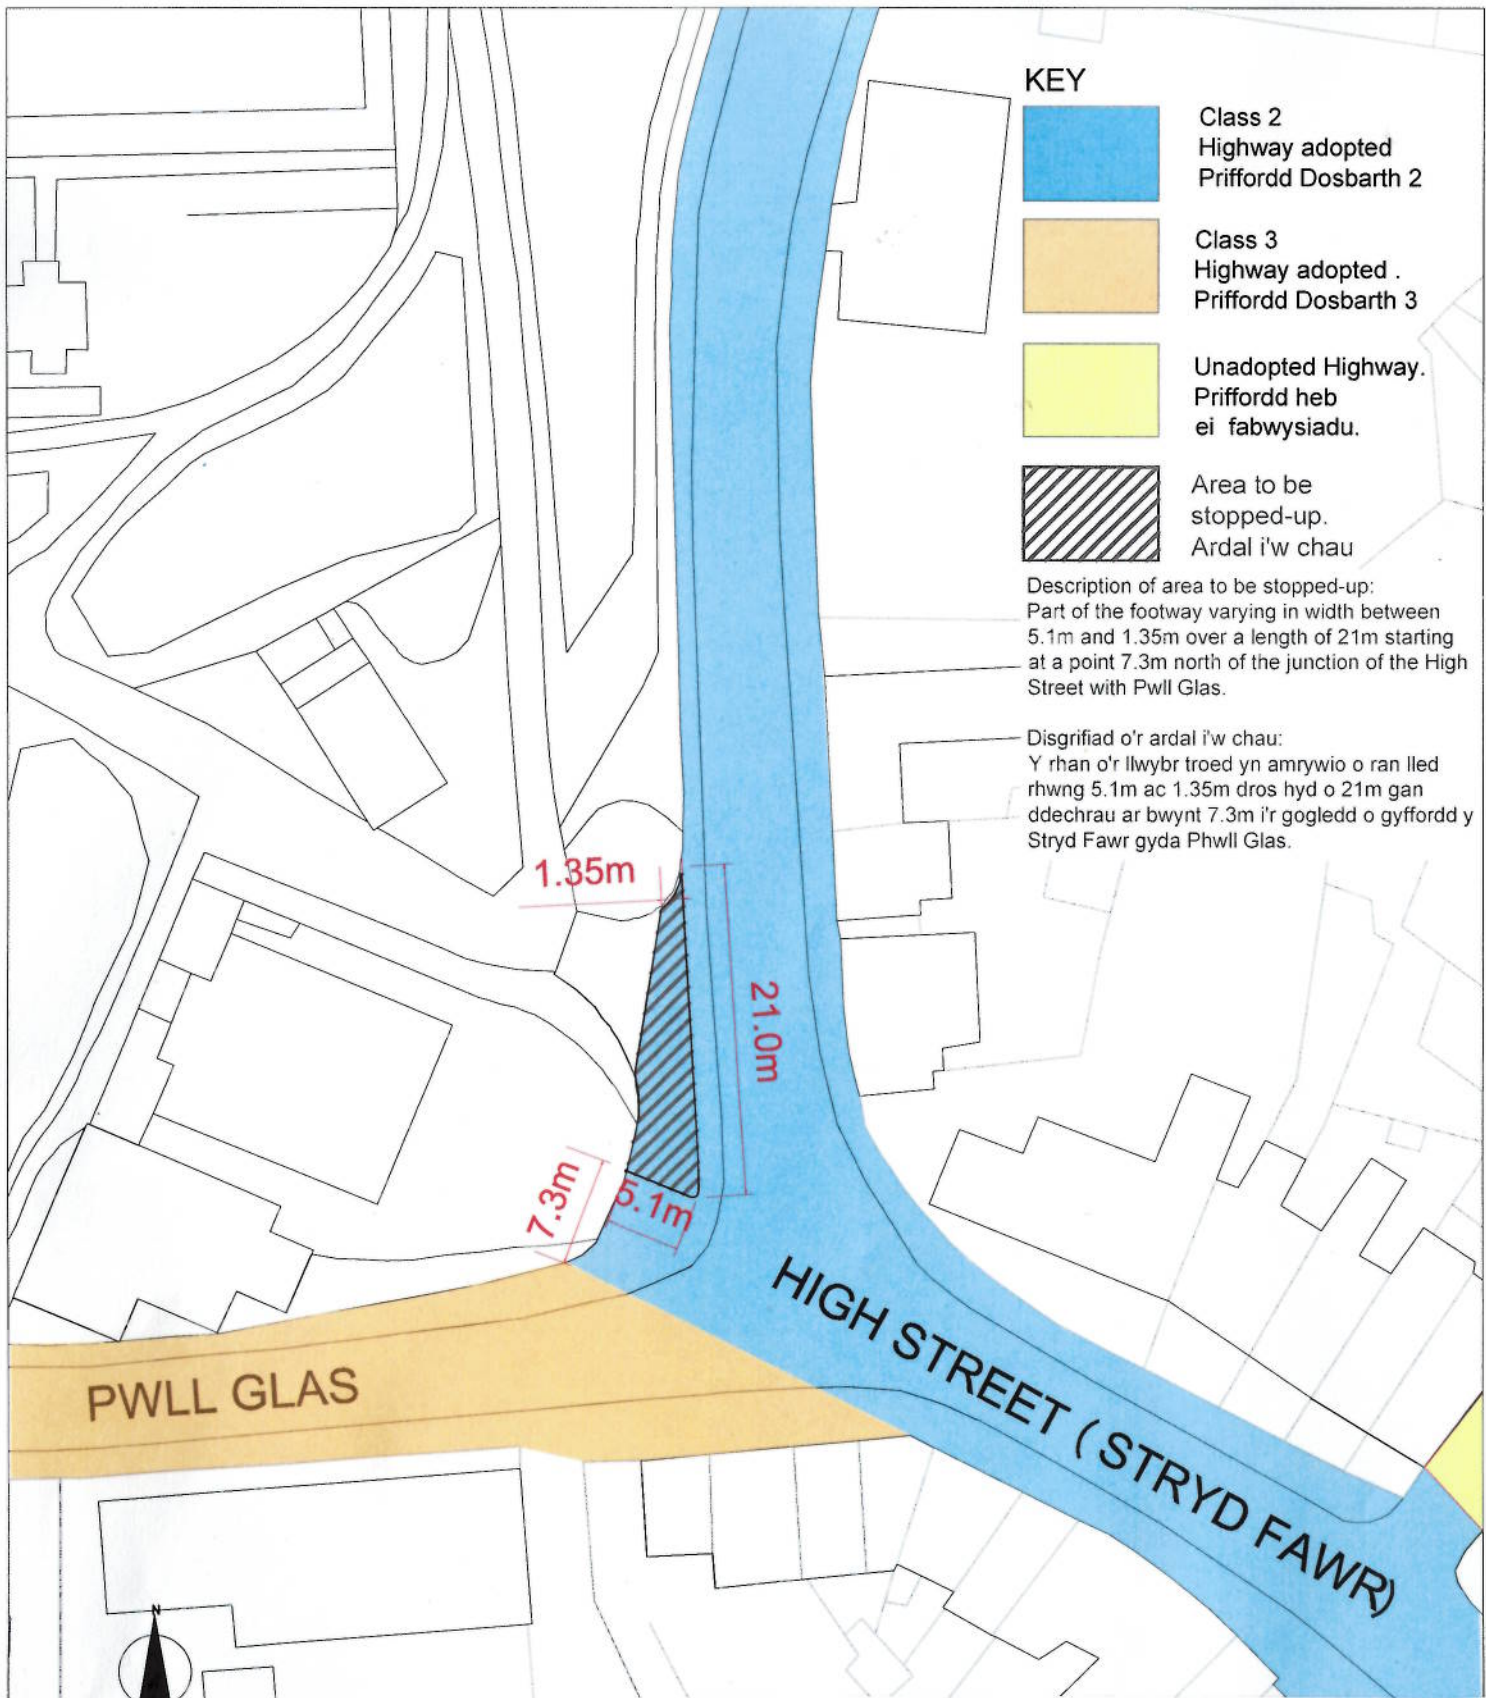 KEY
Class 2
Highway adopted
Priffordd Dosbarth 2
Class 3
Highway adopted .
Priffordd Dosbarth 3
Unadopted Highway.
Priffordd heb
ei fabwysiadu.
Area to be
stopped-up.
Ardal i'w chau
Description of area to be stopped-up:
Part of the footway varying in width between
5.1m and 1.35m over a length of 21m starting
at a point 7.3m north of the junction of the High
Street with Pwll Glas.
Disgrifiad o'r ardal i'w chau:
Y rhan o'r llwybr troed yn amrywio o ran lled
rhwng 5.1m ac 1.35m dros hyd o 21m gan
ddechrau ar bwynt 7.3m i'r gogledd o gyffordd y
Stryd Fawr gyda Phwll Glas.
1.35m
21.0m
7.3m
5.1m
HIGH STREET ( STRYD FAWR)
PWLL GLAS
N